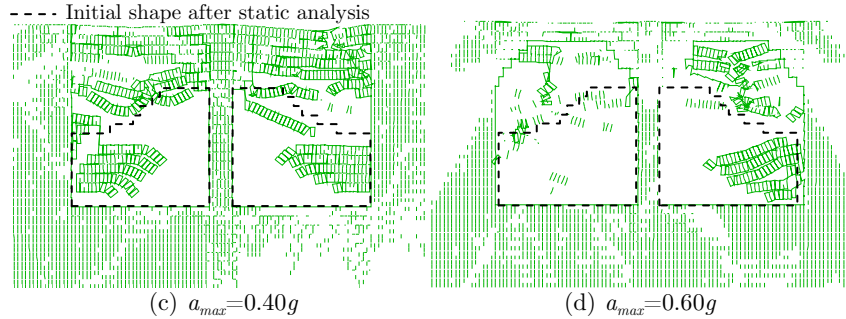 Initial shape after static analysis
(c) a_max=0.40g
(d) a_max=0.60g